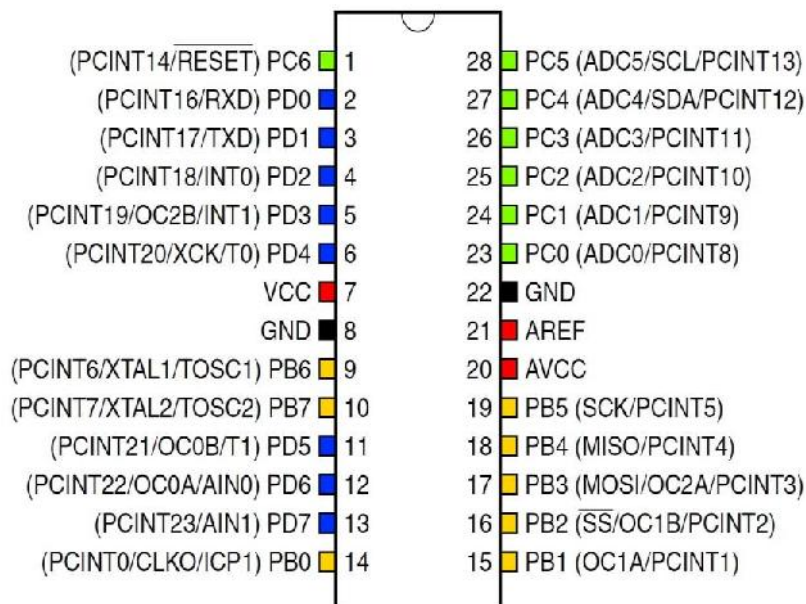 (PCINT14/RESET) PC6 1 28 PC5 (ADC5/SCL/PCINT13)
(PCINT16/RXD) PD0 2 27 PC4 (ADC4/SDA/PCINT12)
(PCINT17/TXD) PD1 3 26 PC3 (ADC3/PCINT11)
(PCINT18/INT0) PD2 4 25 PC2 (ADC2/PCINT10)
(PCINT19/OC2B/INT1) PD3 5 24 PC1 (ADC1/PCINT9)
(PCINT20/XCK/T0) PD4 6 23 PC0 (ADC0/PCINT8)
VCC 7 22 GND
GND 8 21 AREF
(PCINT6/XTAL1/TOSC1) PB6 9 20 AVCC
(PCINT7/XTAL2/TOSC2) PB7 10 19 PB5 (SCK/PCINT5)
(PCINT21/OC0B/T1) PD5 11 18 PB4 (MISO/PCINT4)
(PCINT22/OC0A/AIN0) PD6 12 17 PB3 (MOSI/OC2A/PCINT3)
(PCINT23/AIN1) PD7 13 16 PB2 (SS/OC1B/PCINT2)
(PCINT0/CLKO/ICP1) PB0 14 15 PB1 (OC1A/PCINT1)